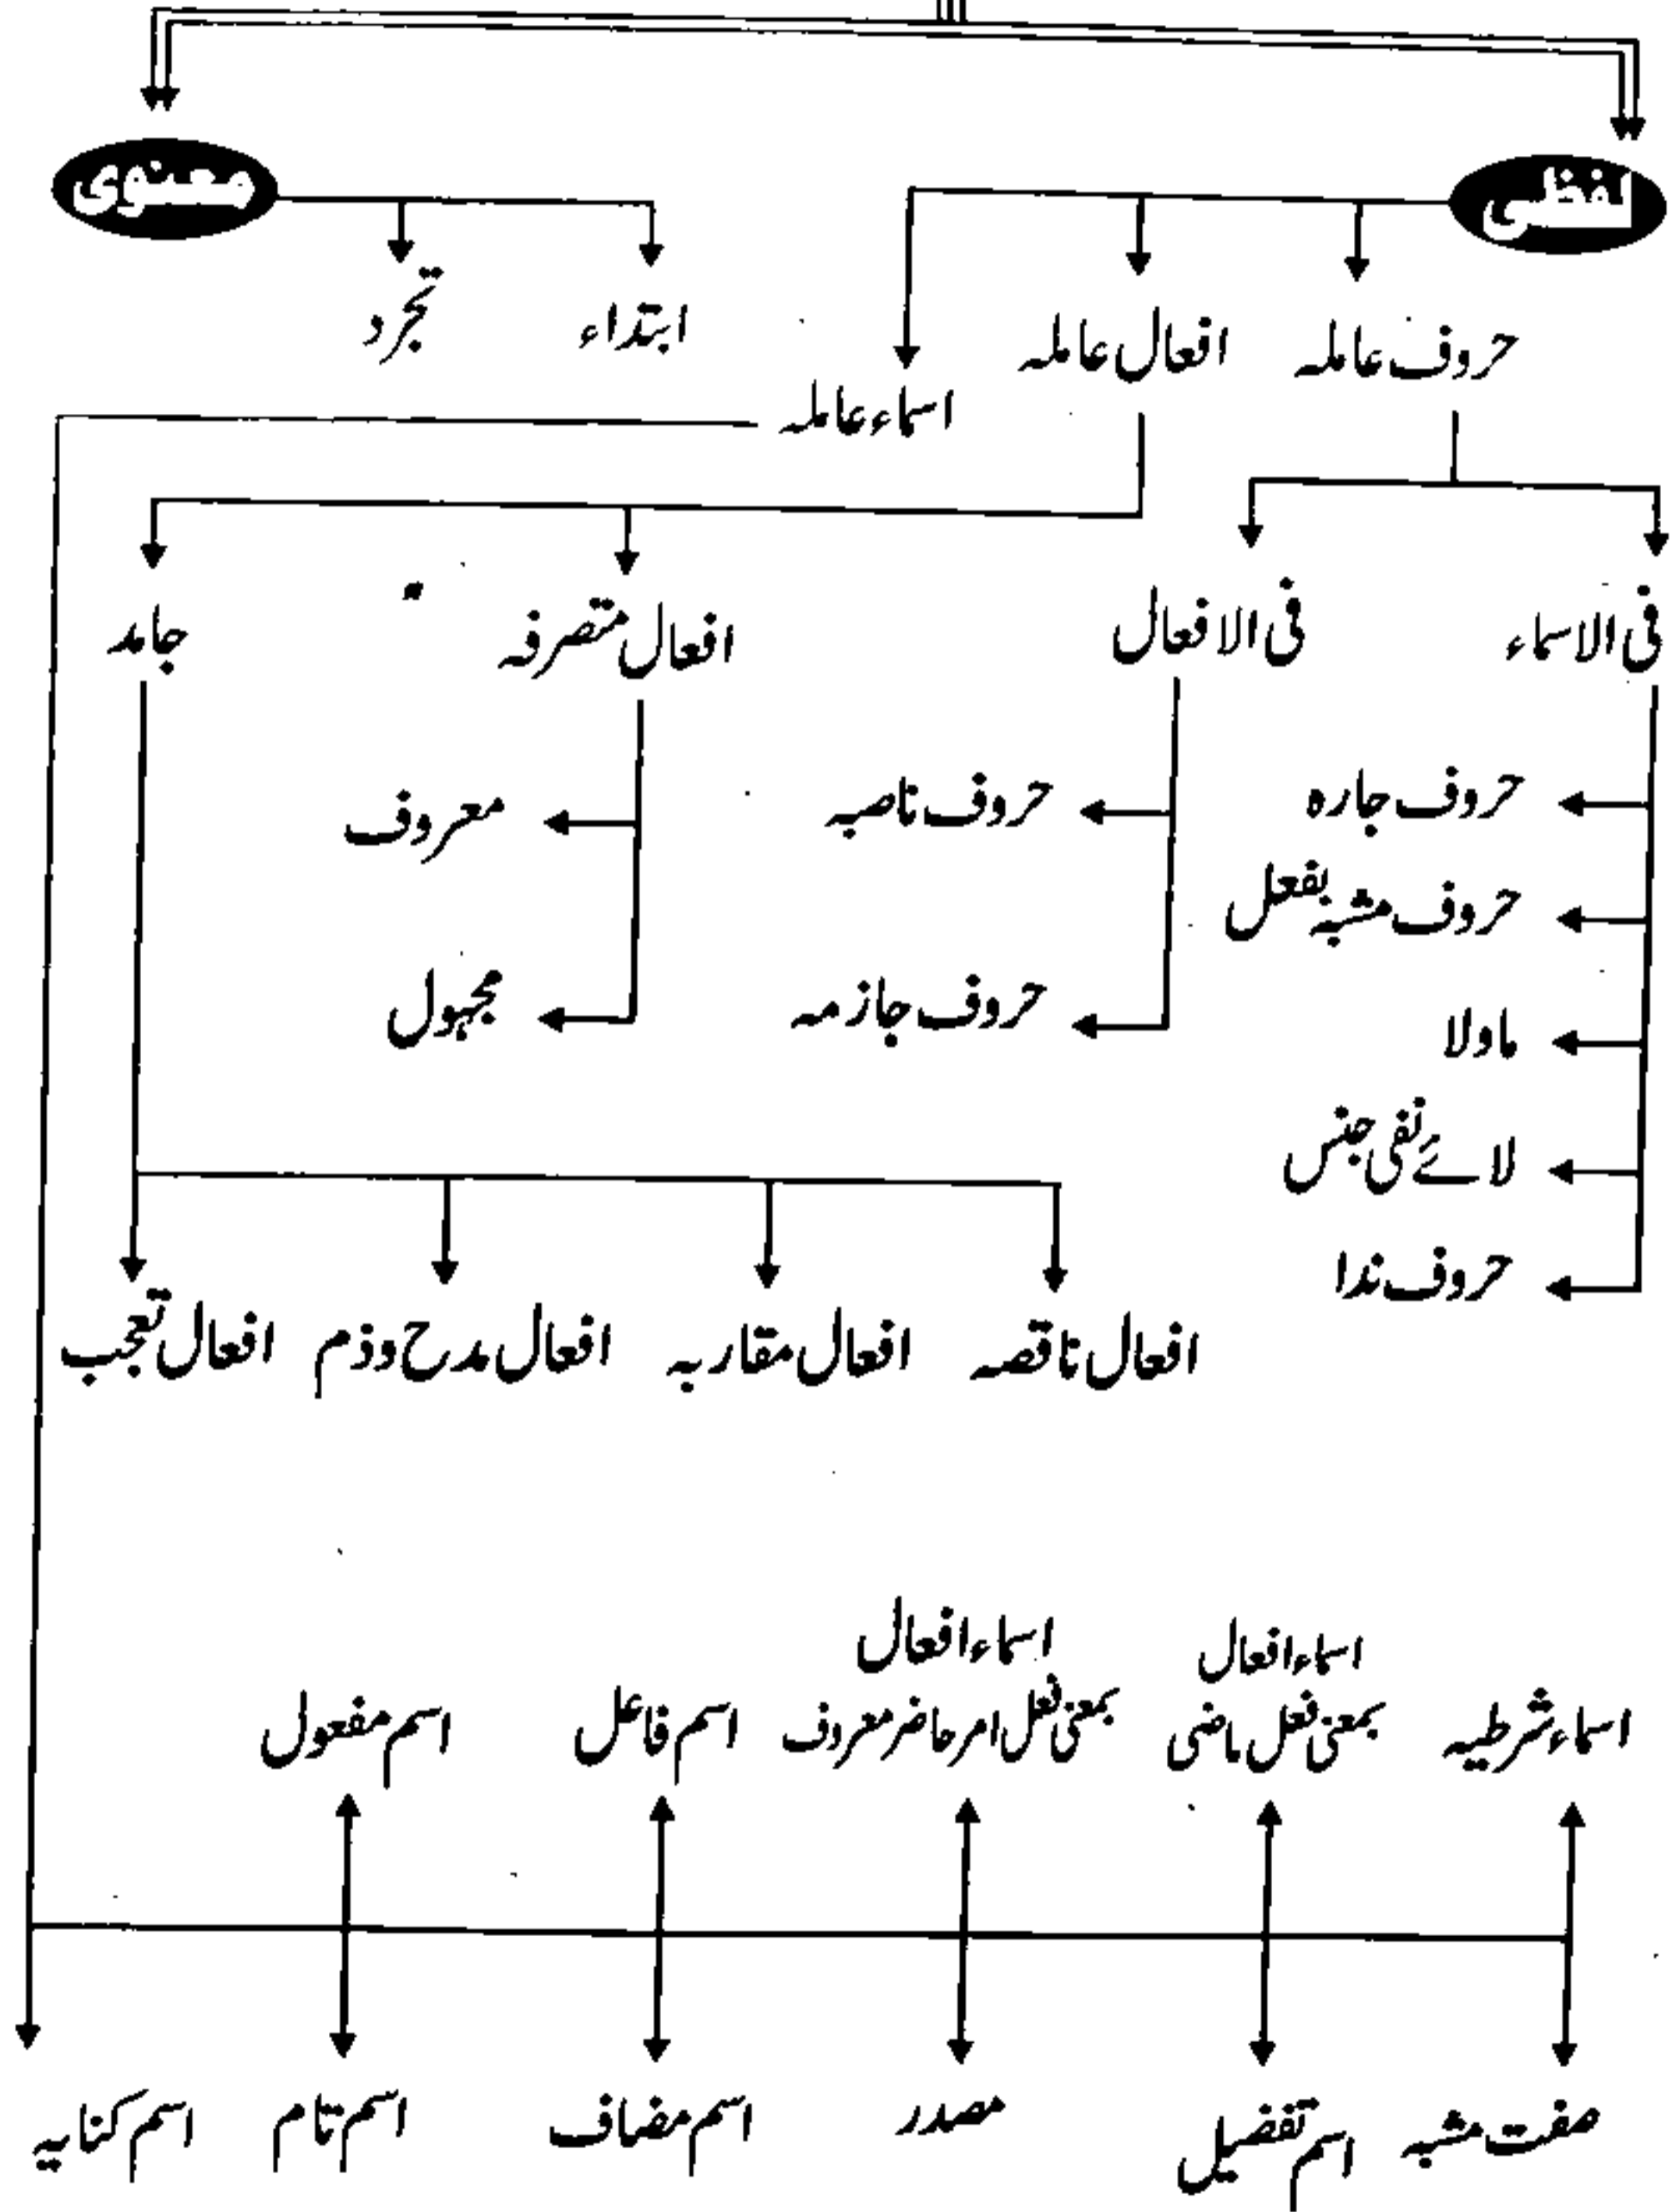 لفظی
معنوی
حروف عاملہ
افعال عاملہ
اسماء عاملہ
ابتداء
تجرد
فی الاسماء
فی الافعال
افعال متصرفہ
جامد
حروف جارہ
حروف مشبہ بفعل
ماولا
لائے نفی جنس
حروف ندا
حروف ناصبہ
حروف جازمہ
معروف
مجہول
افعال ناقصہ
افعال مقاربہ
افعال مدح وذم
افعال تعجب
اسماء شرطیہ
اسماء افعال
بمعنی فعل ماضی
اسماء افعال
بمعنی فعل امر حاضر معروف
اسم فاعل
اسم مفعول
صفت مشبہ
اسم تفضیل
مصدر
اسم مضاف
اسم تام
اسم کنایہ